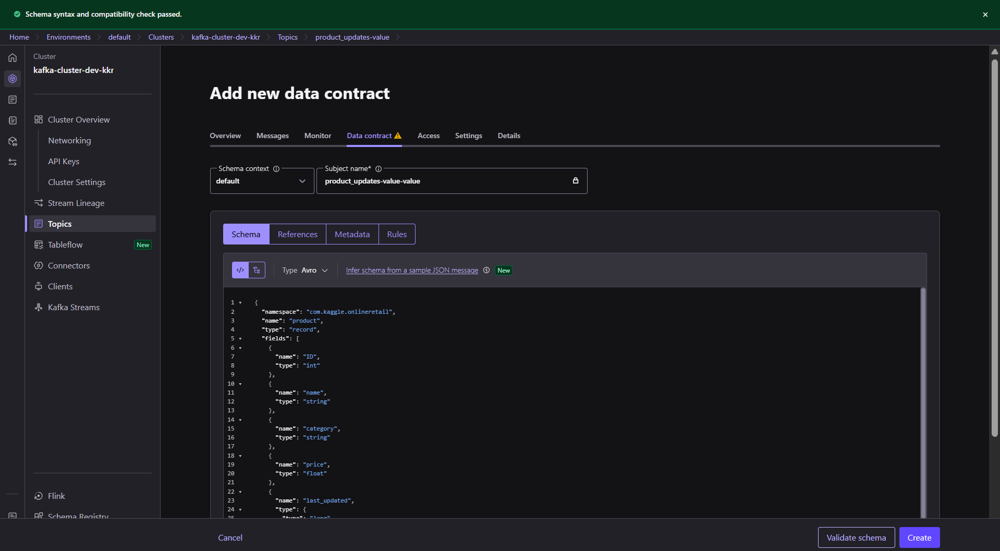 Schema syntax and compatibility check passed.
Home
Environments
default
Clusters
kafka-cluster-dev-kkr
Topics
product_updates-value
Cluster
kafka-cluster-dev-kkr
Cluster Overview
Networking
API Keys
Cluster Settings
Stream Lineage
Topics
Tableflow New
Connectors
Clients
Kafka Streams
Flink
Schema Registry
Add new data contract
Overview
Messages
Monitor
Data contract
Access
Settings
Details
Schema context
default
Subject name*
product_updates-value-value
Schema
References
Metadata
Rules
</>
Type Avro
Infer schema from a sample JSON message New
1 {
2 "namespace": "com.kaggle.onlineretail",
3 "name": "product",
4 "type": "record",
5 "fields": [
6 {
7 "name": "ID",
8 "type": "int"
9 },
10 {
11 "name": "name",
12 "type": "string"
13 },
14 {
15 "name": "category",
16 "type": "string"
17 },
18 {
19 "name": "price",
20 "type": "float"
21 },
22 {
23 "name": "last_updated",
24 "type": {
25 "type": "long"
Cancel
Validate schema
Create